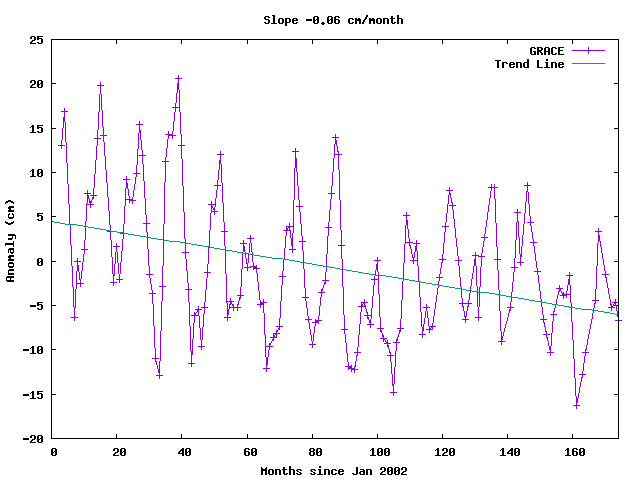 Slope -0.06 cm/month
GRACE
Trend Line
25
20
15
10
5
0
-5
-10
-15
-20
Anomaly (cm)
0 20 40 60 80 100 120 140 160
Months since Jan 2002